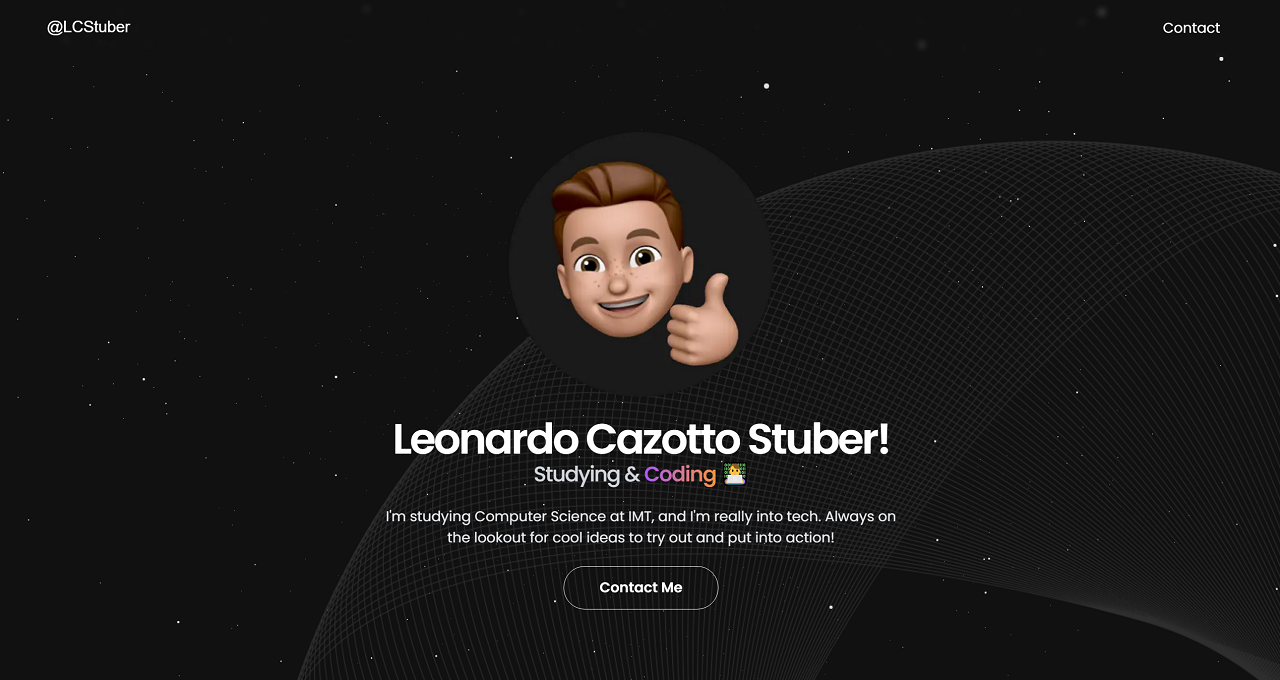 @LCStuber
Contact
Leonardo Cazotto Stuber!
Studying & Coding 👨‍💻
I'm studying Computer Science at IMT, and I'm really into tech. Always on
the lookout for cool ideas to try out and put into action!
Contact Me